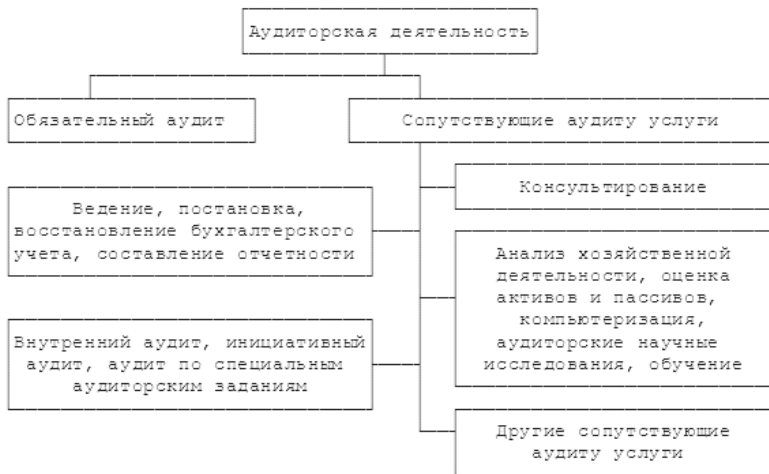 Аудиторская деятельность
Обязательный аудит
Сопутствующие аудиту услуги
Консультирование
Ведение, постановка,
восстановление бухгалтерского
учета, составление отчетности
Анализ хозяйственной
деятельности, оценка
активов и пассивов,
компьютеризация,
аудиторские научные
исследования, обучение
Внутренний аудит, инициативный
аудит, аудит по специальным
аудиторским заданиям
Другие сопутствующие
аудиту услуги